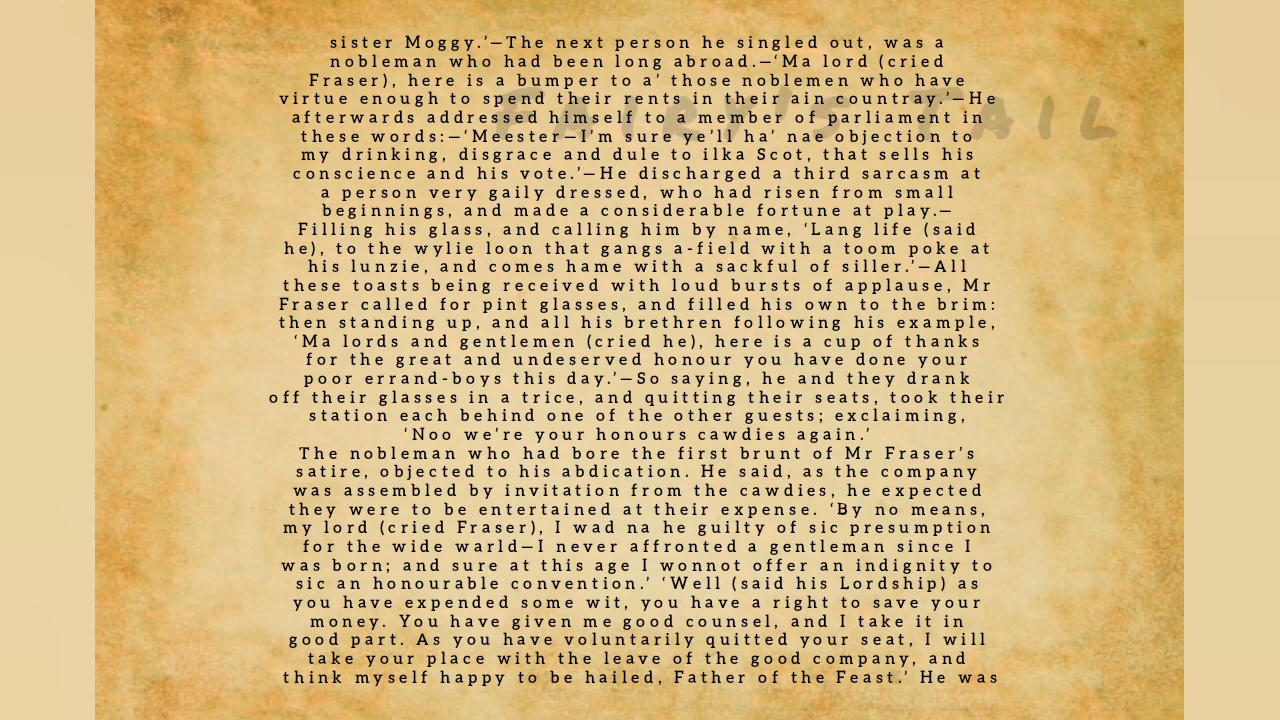 sister Moggy.’—The next person he singled out, was a
nobleman who had been long abroad.—‘Ma lord (cried
Fraser), here is a bumper to a’ those noblemen who have
virtue enough to spend their rents in their ain countray.’—He
afterwards addressed himself to a member of parliament in
these words:—‘Meester—I’m sure ye’ll ha’ nae objection to
my drinking, disgrace and dule to ilka Scot, that sells his
conscience and his vote.’—He discharged a third sarcasm at
a person very gaily dressed, who had risen from small
beginnings, and made a considerable fortune at play.—
Filling his glass, and calling him by name, ‘Lang life (said
he), to the wylie loon that gangs a-field with a toom poke at
his lunzie, and comes hame with a sackful of siller.’—All
these toasts being received with loud bursts of applause, Mr
Fraser called for pint glasses, and filled his own to the brim:
then standing up, and all his brethren following his example,
‘Ma lords and gentlemen (cried he), here is a cup of thanks
for the great and undeserved honour you have done your
poor errand-boys this day.’—So saying, he and they drank
off their glasses in a trice, and quitting their seats, took their
station each behind one of the other guests; exclaiming,
‘Noo we’re your honours cawdies again.’
The nobleman who had bore the first brunt of Mr Fraser’s
satire, objected to his abdication. He said, as the company
was assembled by invitation from the cawdies, he expected
they were to be entertained at their expense. ‘By no means,
my lord (cried Fraser), I wad na he guilty of sic presumption
for the wide warld—I never affronted a gentleman since I
was born; and sure at this age I wonnot offer an indignity to
sic an honourable convention.’ ‘Well (said his Lordship) as
you have expended some wit, you have a right to save your
money. You have given me good counsel, and I take it in
good part. As you have voluntarily quitted your seat, I will
take your place with the leave of the good company, and
think myself happy to be hailed, Father of the Feast.’ He was
FAIRY'S TAIL